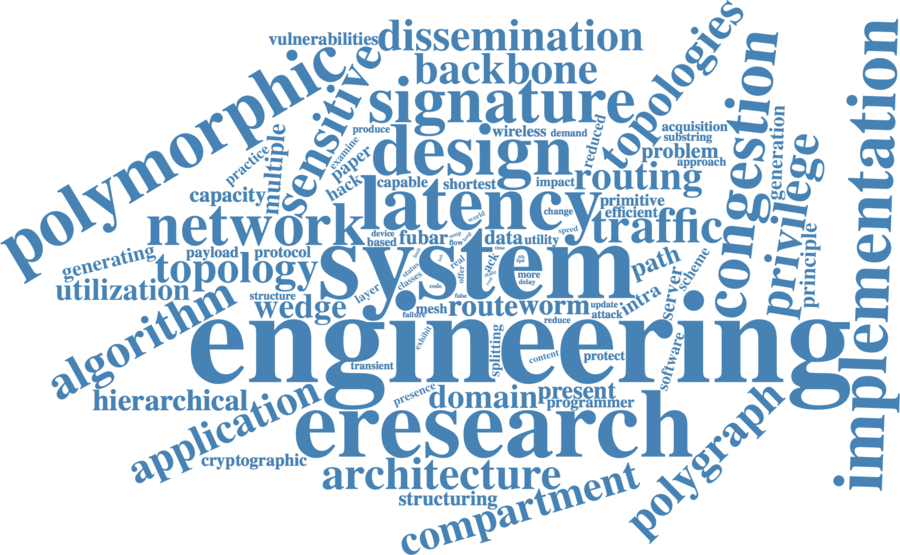 vulnerabilities
dissemination
backbone
topologies
polymorphic
sensitive
signature
congestion
implementation
produce
wireless
demand
reduced
acquisition
substring
practice
multiple
examine
paper
design
problem
approach
generation
privilege
capacity
hack
capable
shortest
impact
routing
primitive
efficient
principle
network
latency
world
change
traffic
speed
generating
payload
protocol
device
based
fubar
flow
data
utility
topology
system
path
utilization
status
classes
real
offer
ack
more
delay
server
scheme
structure
layer
code
false
wedge
mesh
routeworm
update
attack
intra
failure
reduce
algorithm
engineering
exhibit
splitting
content
protect
software
transient
hierarchical
application
presence
domain
present
programmer
eresearch
polygraph
cryptographic
architecture
structuring
compartment